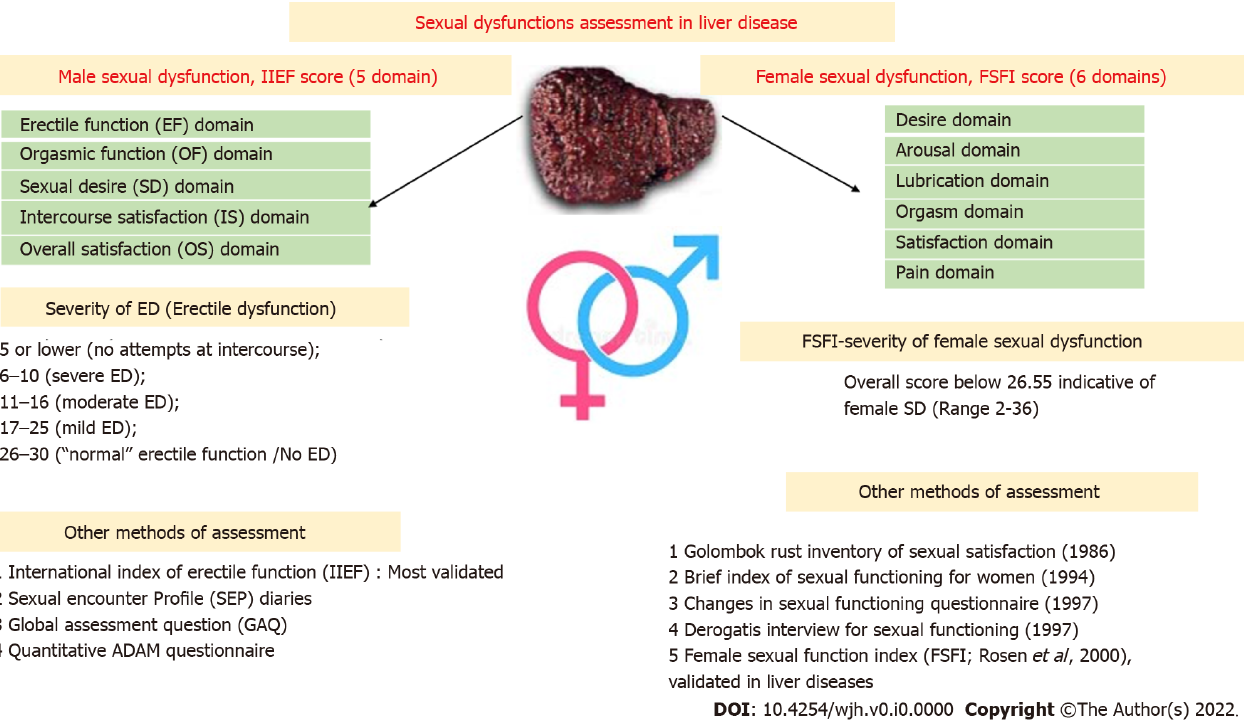 Sexual dysfunctions assessment in liver disease
Male sexual dysfunction, IIEF score (5 domain)
Erectile function (EF) domain
Orgasmic function (OF) domain
Sexual desire (SD) domain
Intercourse satisfaction (IS) domain
Overall satisfaction (OS) domain
Severity of ED (Erectile dysfunction)
5 or lower (no attempts at intercourse);
6–10 (severe ED);
11–16 (moderate ED);
17–25 (mild ED);
26–30 (“normal” erectile function /No ED)
Other methods of assessment
International index of erectile function (IIEF) : Most validated
2 Sexual encounter Profile (SEP) diaries
3 Global assessment question (GAQ)
Quantitative ADAM questionnaire
Female sexual dysfunction, FSFI score (6 domains)
Desire domain
Arousal domain
Lubrication domain
Orgasm domain
Satisfaction domain
Pain domain
FSFI-severity of female sexual dysfunction
Overall score below 26.55 indicative of
female SD (Range 2-36)
Other methods of assessment
1 Golombok rust inventory of sexual satisfaction (1986)
2 Brief index of sexual functioning for women (1994)
3 Changes in sexual functioning questionnaire (1997)
4 Derogatis interview for sexual functioning (1997)
5 Female sexual function index (FSFI; Rosen et al, 2000),
validated in liver diseases
DOI: 10.4254/wjh.v0.i0.0000 Copyright ©The Author(s) 2022.